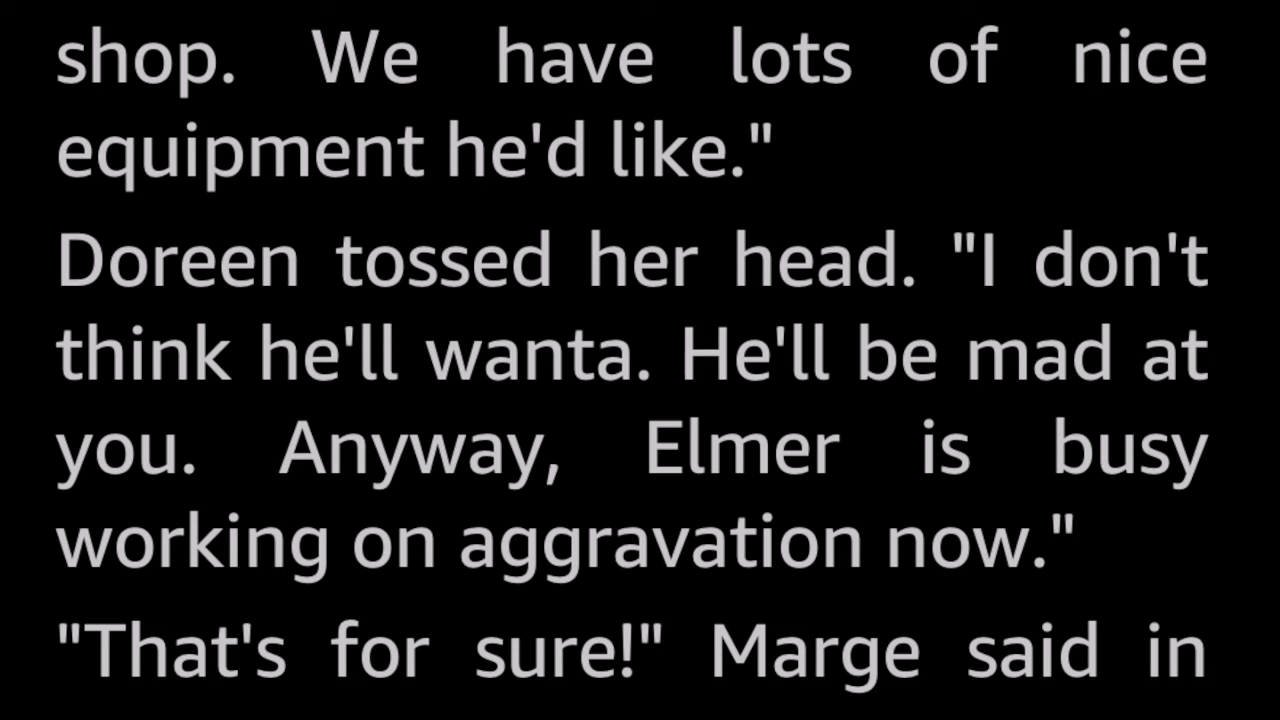 shop. We have lots of nice
equipment he'd like."
Doreen tossed her head. "I don't
think he'll wanta. He'll be mad at
you. Anyway, Elmer is busy
working on aggravation now."
"That's for sure!" Marge said in